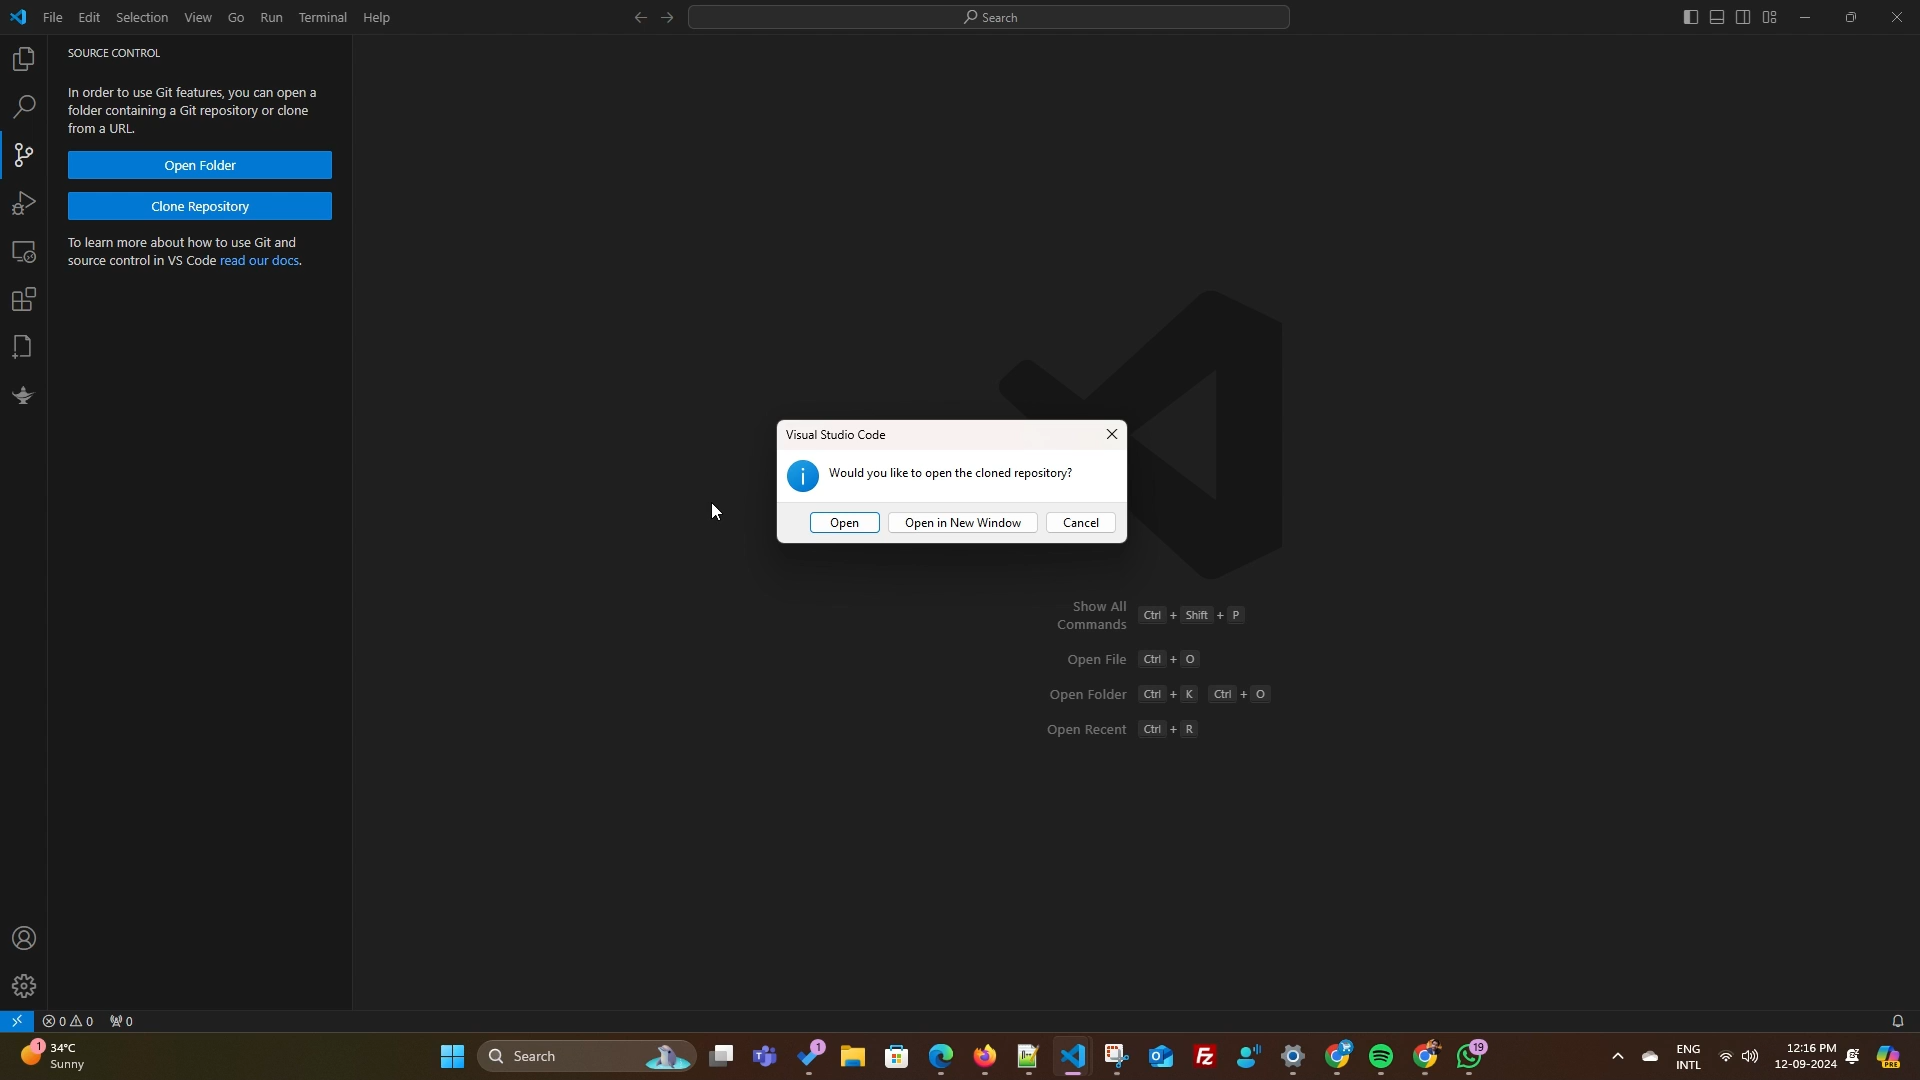 File Edit Selection View Go Run Terminal Help
Search
SOURCE CONTROL
In order to use Git features, you can open a
folder containing a Git repository or clone
from a URL.
Open Folder
Clone Repository
To learn more about how to use Git and
source control in VS Code read our docs.
Visual Studio Code
Would you like to open the cloned repository?
Open Open in New Window Cancel
Show All
Commands Ctrl + Shift + P
Open File Ctrl + O
Open Folder Ctrl + K Ctrl + O
Open Recent Ctrl + R
0 0 0
1 34°C
Sunny
Search
1
19
ENG
INTL
12:16 PM
12-09-2024
PRE